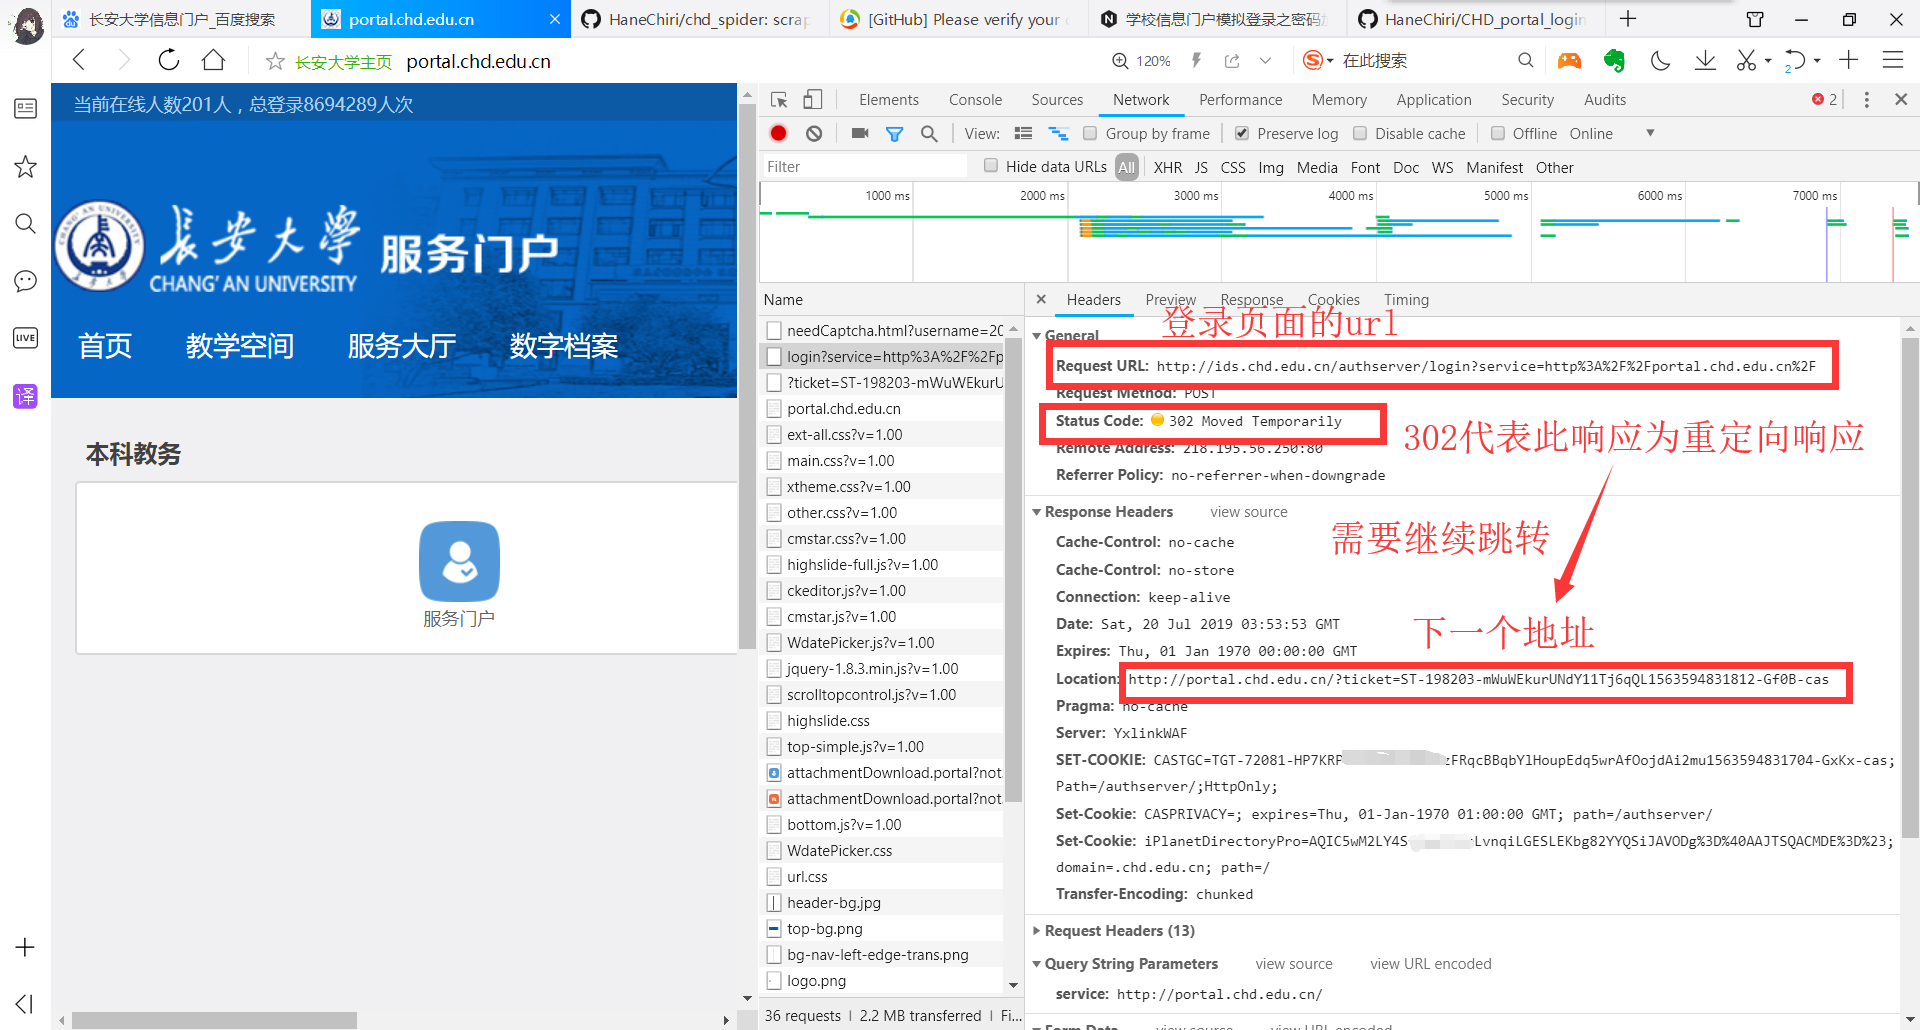 长安大学信息门户_百度搜索
portal.chd.edu.cn
HaneChiri/chd_spider: scrap
[GitHub] Please verify your
学校信息门户模拟登录之密码
HaneChiri/CHD_portal_login
长安大学主页 portal.chd.edu.cn
120%
在此搜索
2
LIVE
译
当前在线人数201人，总登录8694289人次
CHANG'AN UNIVERSITY
长安大学
CHANG' AN UNIVERSITY
服务门户
首页 教学空间 服务大厅 数字档案
本科教务
服务门户
Elements Console Sources Network Performance Memory Application Security Audits 2
View: Group by frame Preserve log Disable cache Offline Online
Filter Hide data URLs All XHR JS CSS Img Media Font Doc WS Manifest Other
1000 ms 2000 ms 3000 ms 4000 ms 5000 ms 6000 ms 7000 ms
Name
needCaptcha.html?username=20
login?service=http%3A%2F%2Fp
?ticket=ST-198203-mWuWEkurU
portal.chd.edu.cn
ext-all.css?v=1.00
main.css?v=1.00
xtheme.css?v=1.00
other.css?v=1.00
cmstar.css?v=1.00
highslide-full.js?v=1.00
ckeditor.js?v=1.00
cmstar.js?v=1.00
WdatePicker.js?v=1.00
jquery-1.8.3.min.js?v=1.00
scrolltopcontrol.js?v=1.00
highslide.css
top-simple.js?v=1.00
attachmentDownload.portal?not
attachmentDownload.portal?not
bottom.js?v=1.00
WdatePicker.css
url.css
header-bg.jpg
top-bg.png
bg-nav-left-edge-trans.png
logo.png
36 requests | 2.2 MB transferred | Fi...
Headers Preview Response Cookies Timing
登录页面的url
General
Request URL: http://ids.chd.edu.cn/authserver/login?service=http%3A%2F%2Fportal.chd.edu.cn%2F
Request Method: POST
Status Code: 302 Moved Temporarily
302代表此响应为重定向响应
Remote Address: 218.195.56.250:80
Referrer Policy: no-referrer-when-downgrade
Response Headers view source
需要继续跳转
Cache-Control: no-cache
Cache-Control: no-store
Connection: keep-alive
Date: Sat, 20 Jul 2019 03:53:53 GMT
下一个地址
Expires: Thu, 01 Jan 1970 00:00:00 GMT
Location: http://portal.chd.edu.cn/?ticket=ST-198203-mWuWEkurUNdY11Tj6qQL1563594831812-Gf0B-cas
Pragma: no-cache
Server: YxlinkWAF
SET-COOKIE: CASTGC=TGT-72081-HP7KRP zFRqcBBqbYlHoupEdq5wrAfOojdAi2mu1563594831704-GxKx-cas;
Path=/authserver/;HttpOnly;
Set-Cookie: CASPRIVACY=; expires=Thu, 01-Jan-1970 01:00:00 GMT; path=/authserver/
Set-Cookie: iPlanetDirectoryPro=AQIC5wM2LY4S LvnqiLGESLEKbg82YYQSiJAVODg%3D%40AAJTSQACMDE%3D%23;
domain=.chd.edu.cn; path=/
Transfer-Encoding: chunked
Request Headers (13)
Query String Parameters view source view URL encoded
service: http://portal.chd.edu.cn/
Form Data view source view URL encoded